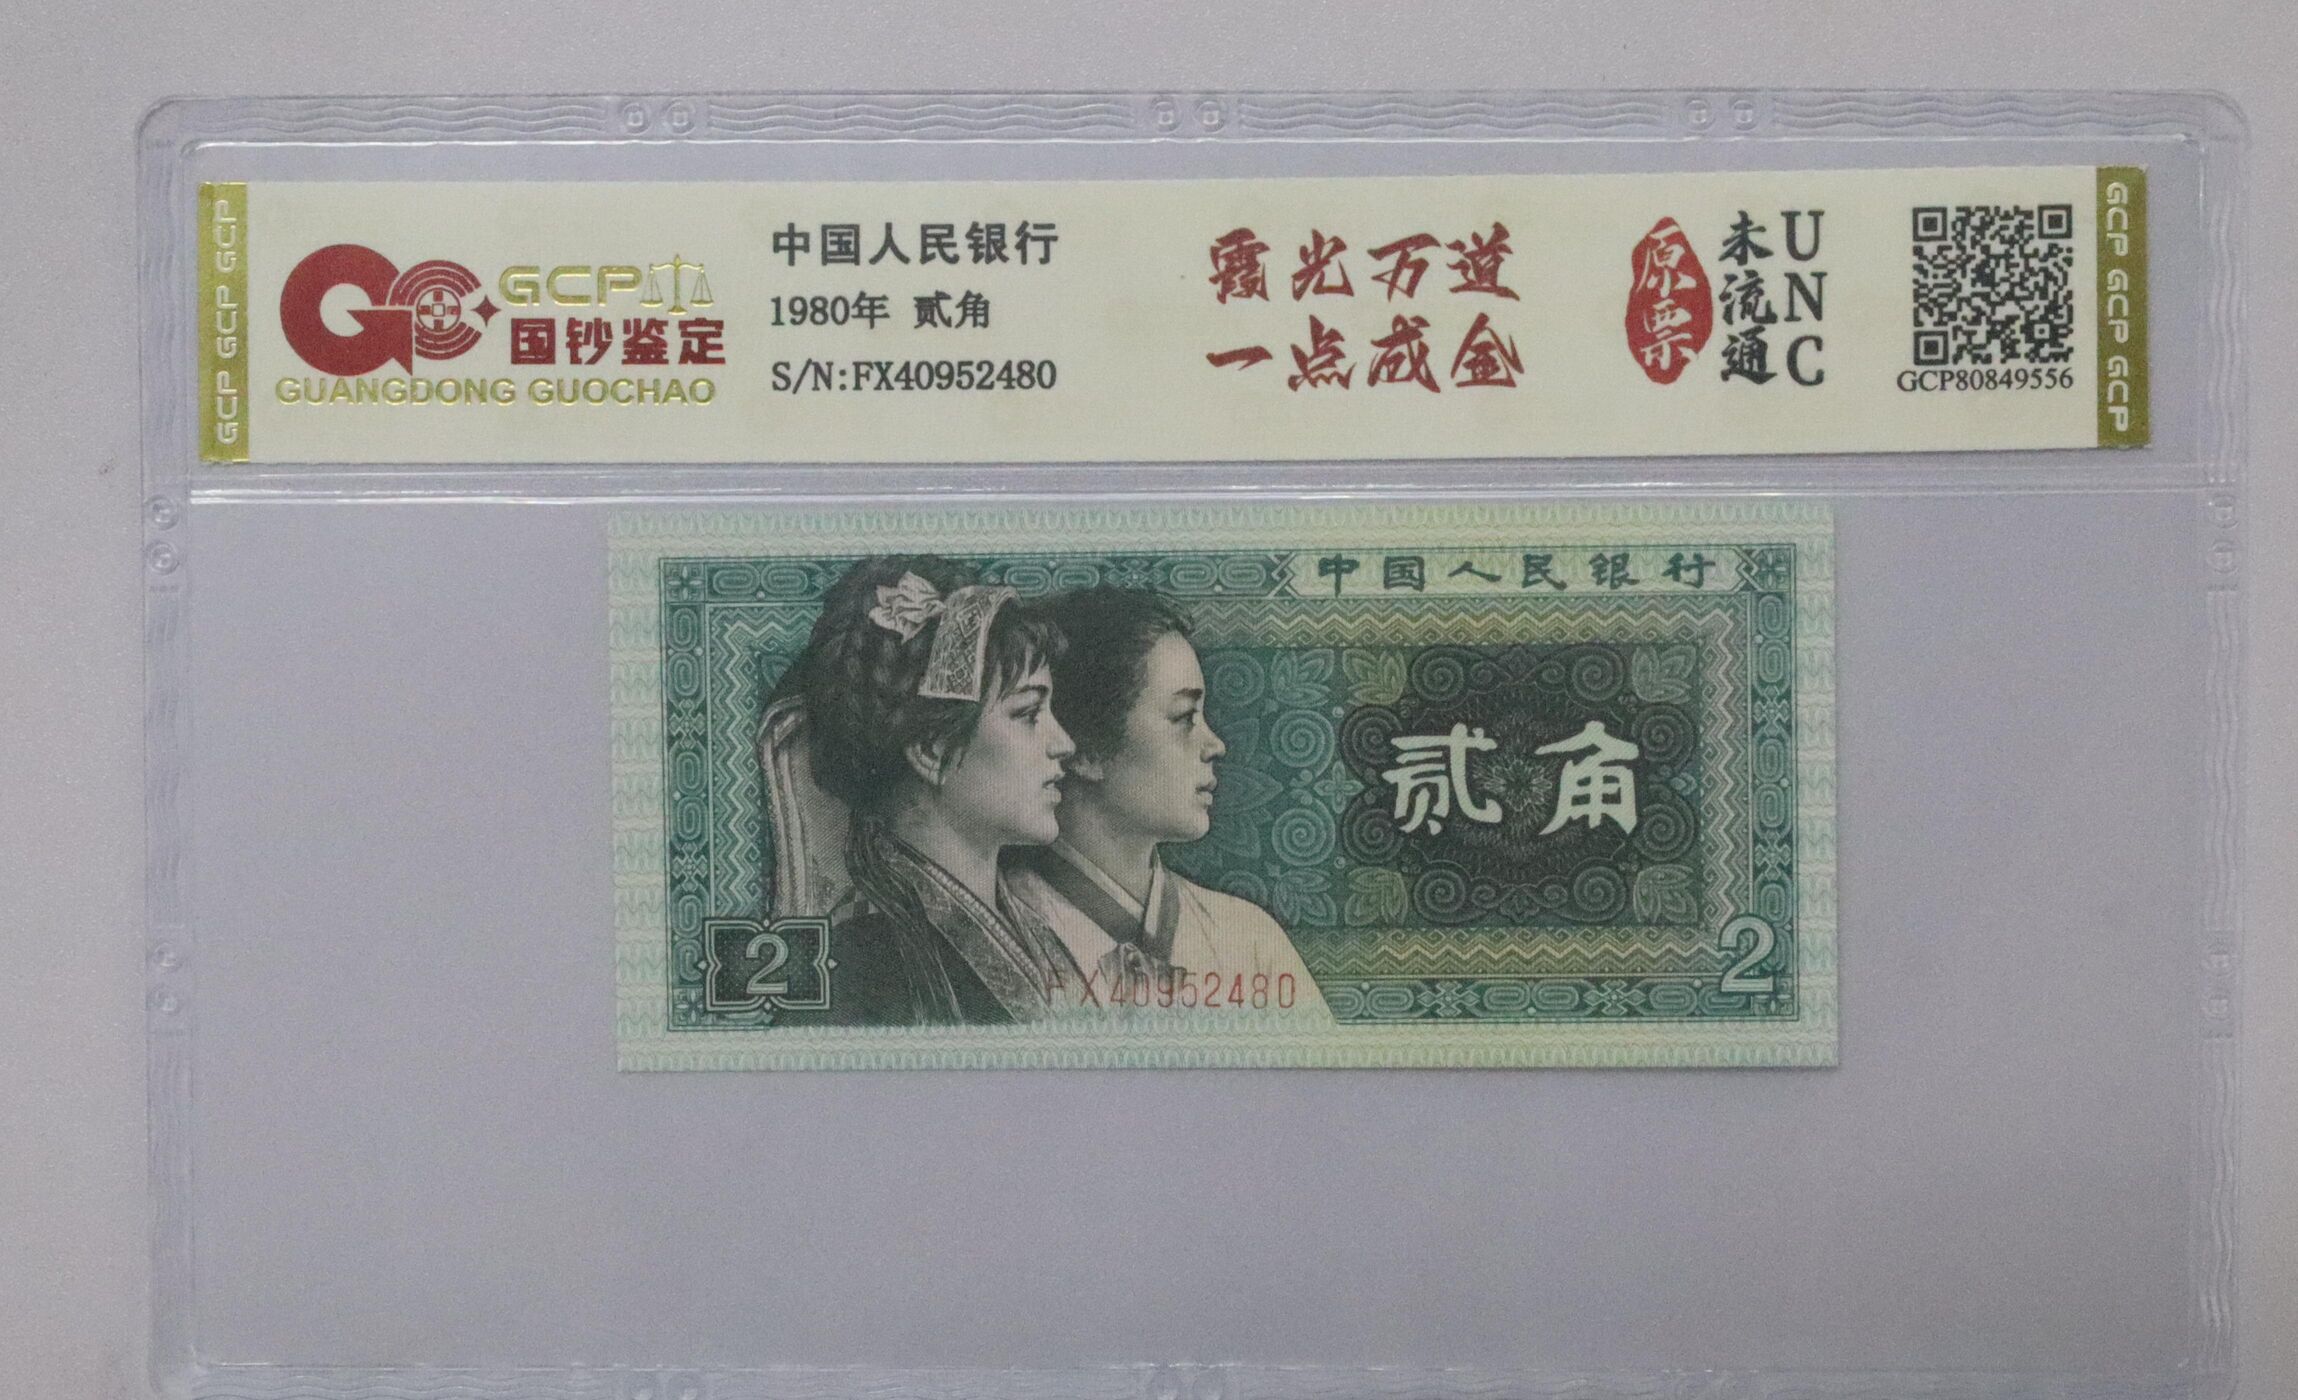 GCP GCP GCP
GCP
国钞鉴定
GUANGDONG GUOCHAO
中国人民银行
1980年 贰角
S/N:FX40952480
霞光万道
一点成金
原票
未流通
UNC
GCP80849556
GCP GCP GCP
中国人民银行
贰角
2
FX40952480
2